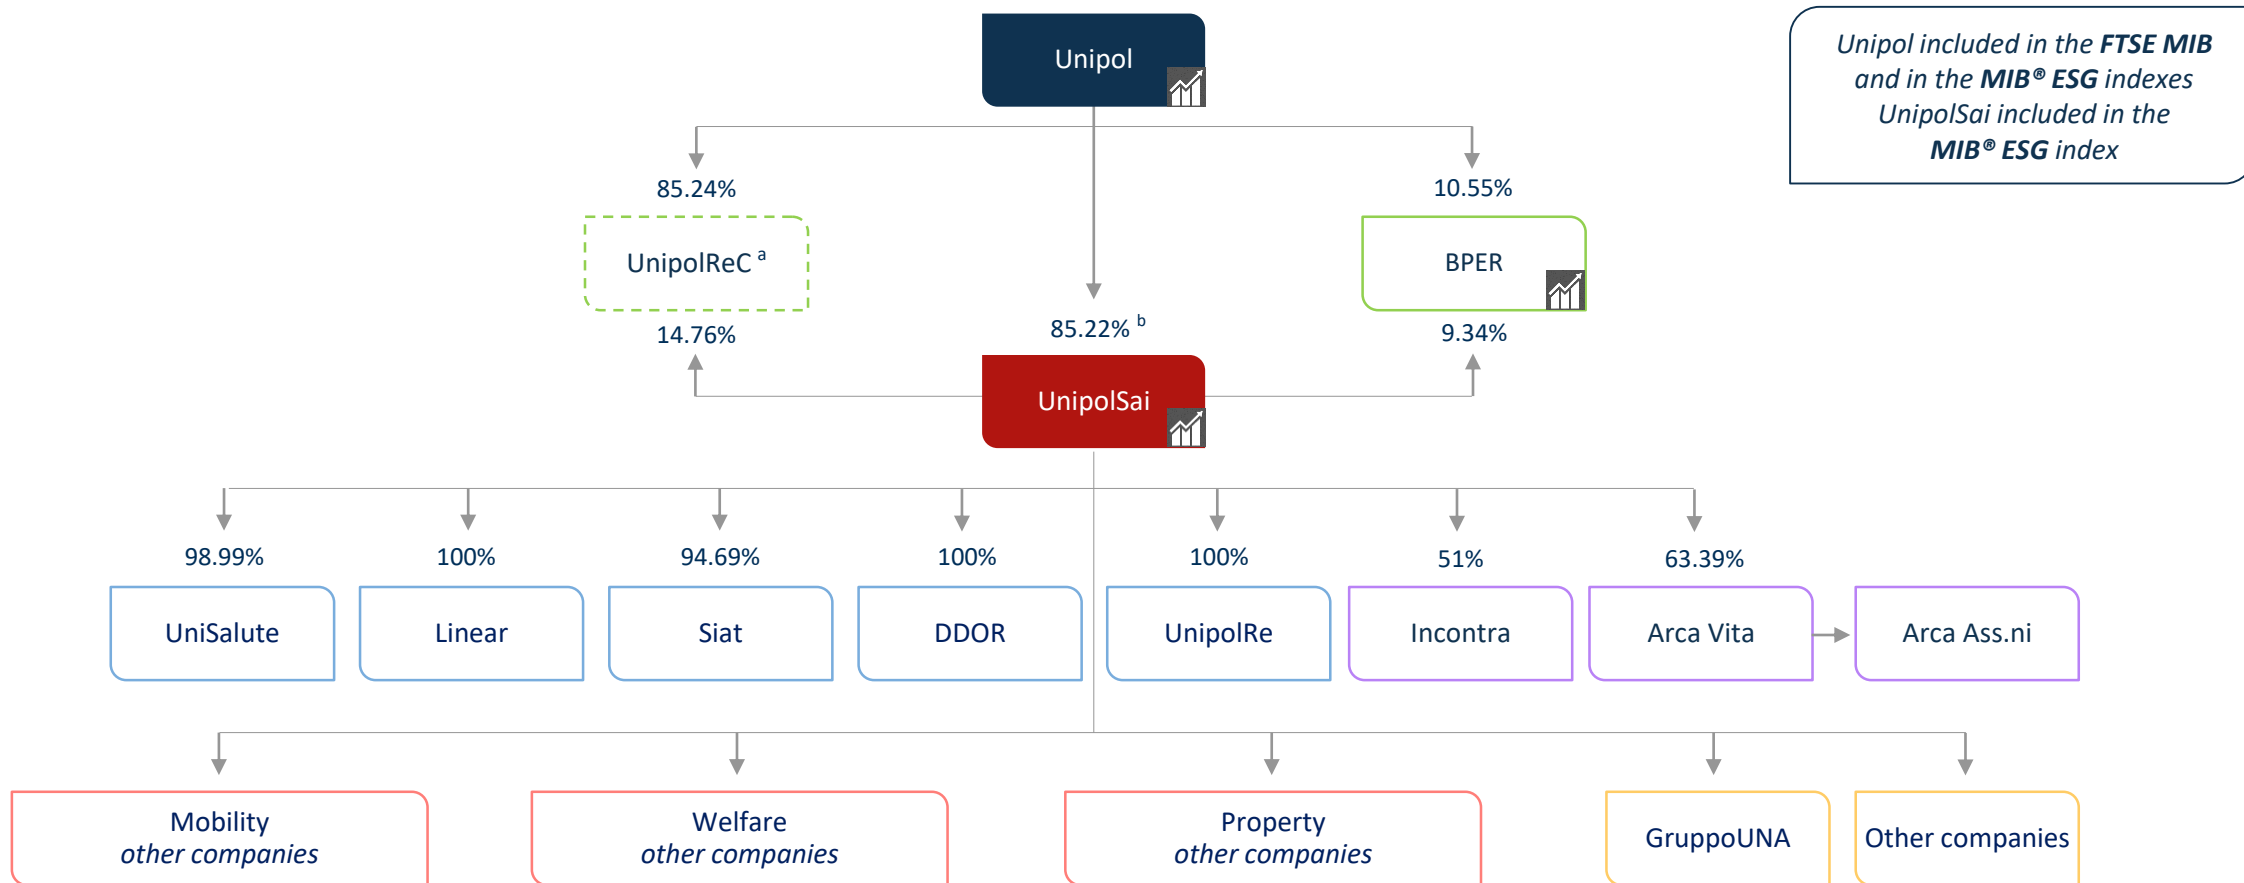 Unipol
Unipol included in the FTSE MIB
and in the MIB® ESG indexes
UnipolSai included in the
MIB® ESG index
85.24%
10.55%
UnipolReC a
BPER
14.76%
85.22% b
9.34%
UnipolSai
98.99%
100%
94.69%
100%
100%
51%
63.39%
UniSalute
Linear
Siat
DDOR
UnipolRe
Incontra
Arca Vita
Arca Ass.ni
Mobility
other companies
Welfare
other companies
Property
other companies
GruppoUNA
Other companies